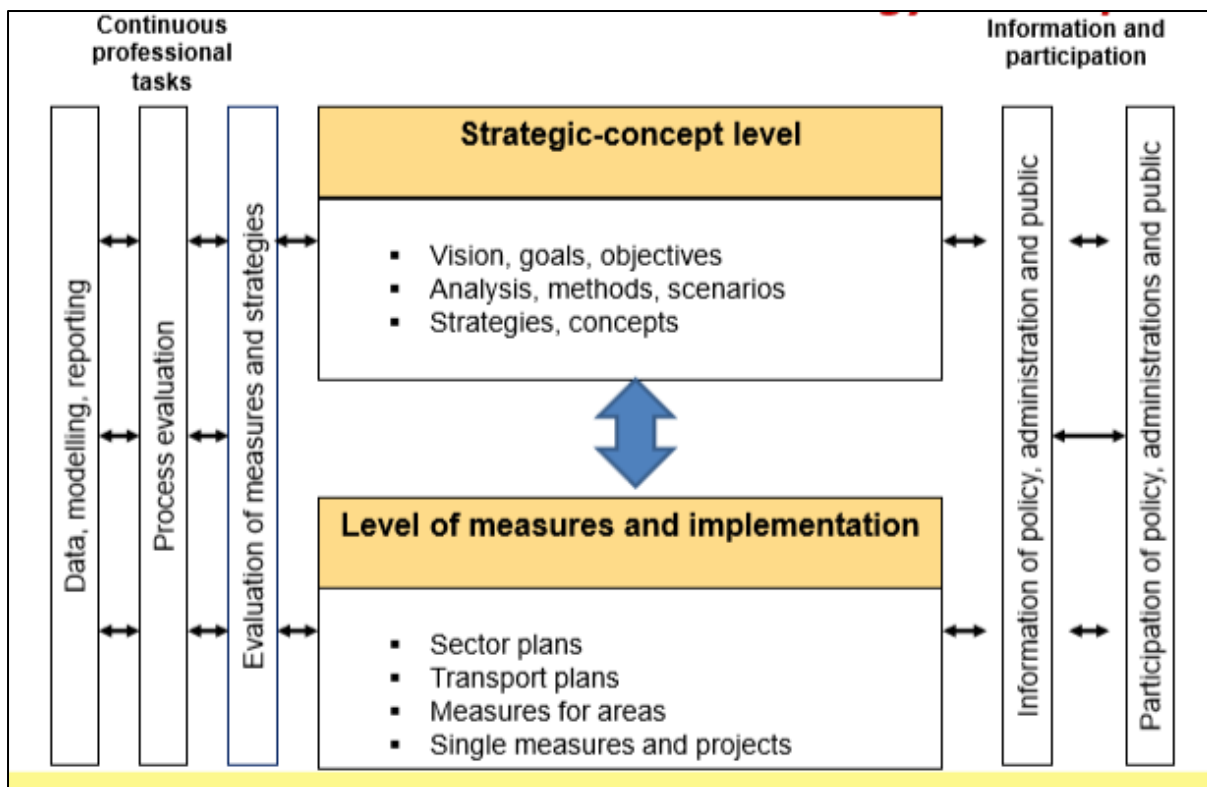 Continuous
professional
tasks
Information and
participation
Data, modelling, reporting
Process evaluation
Evaluation of measures and strategies
Strategic-concept level
▪ Vision, goals, objectives
▪ Analysis, methods, scenarios
▪ Strategies, concepts
Level of measures and implementation
▪ Sector plans
▪ Transport plans
▪ Measures for areas
▪ Single measures and projects
Information of policy, administration and public
Participation of policy, administrations and public